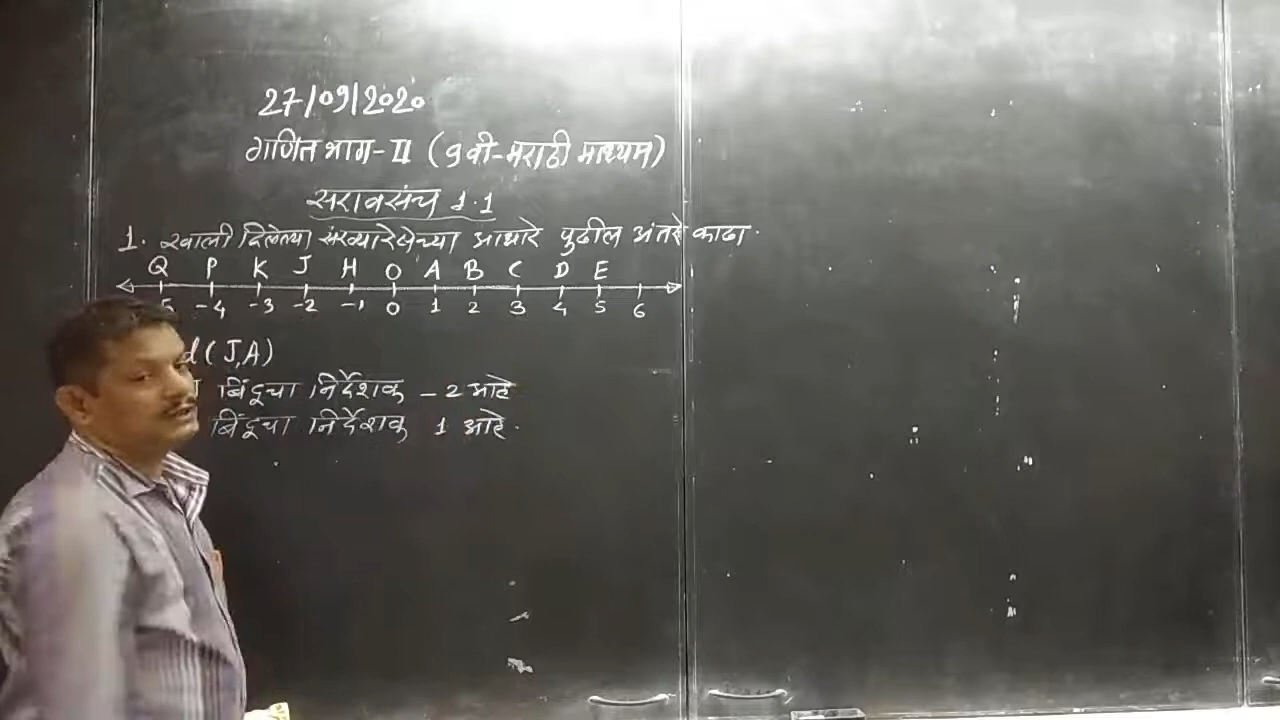 27/09/2020
गणित भाग-II (9वी-मराठी माध्यम)
सरावसंच 1.1
1. खाली दिलेल्या संख्यारेषेच्या आधारे पुढील अंतरे काढा.
Q P K J H O A B C D E
-4 -3 -2 -1 0 1 2 3 4 5 6
d(J,A)
बिंदूचा निर्देशक -2 आहे
बिंदूचा निर्देशक 1 आहे.